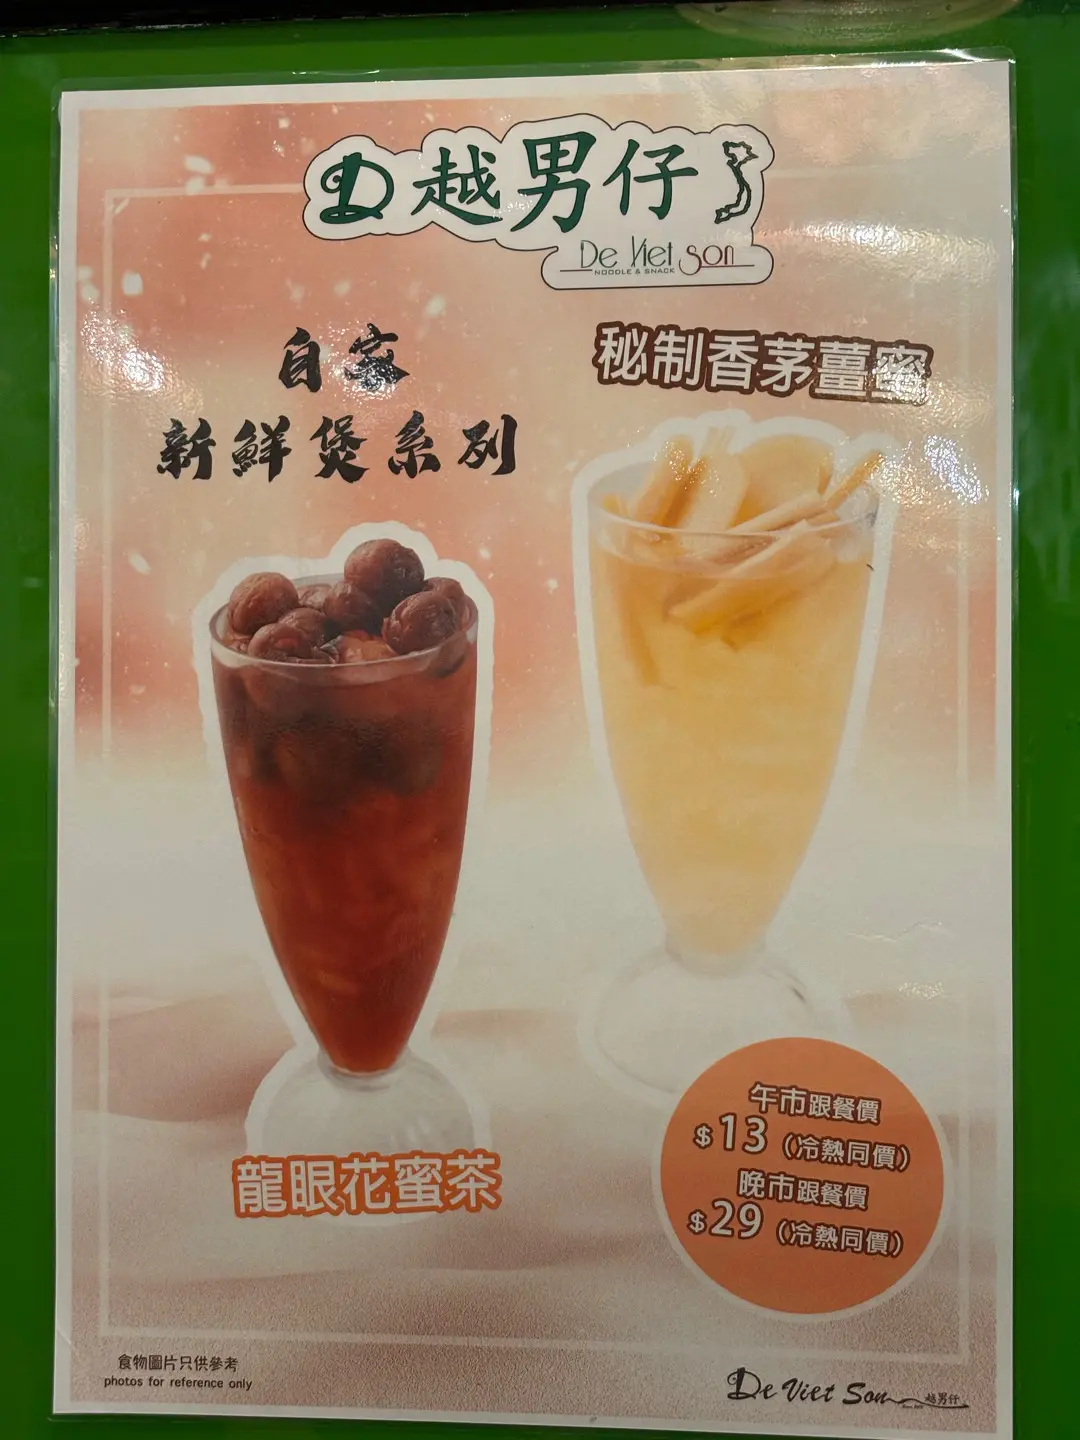 D 越男仔
De Viet Son
NOODLE & SNACK
自家
新鮮煲系列
秘制香茅薑蜜
龍眼花蜜茶
午市跟餐價
$13 (冷熱同價)
晚市跟餐價
$29 (冷熱同價)
食物圖片只供參考
photos for reference only
De Viet Son 越男仔